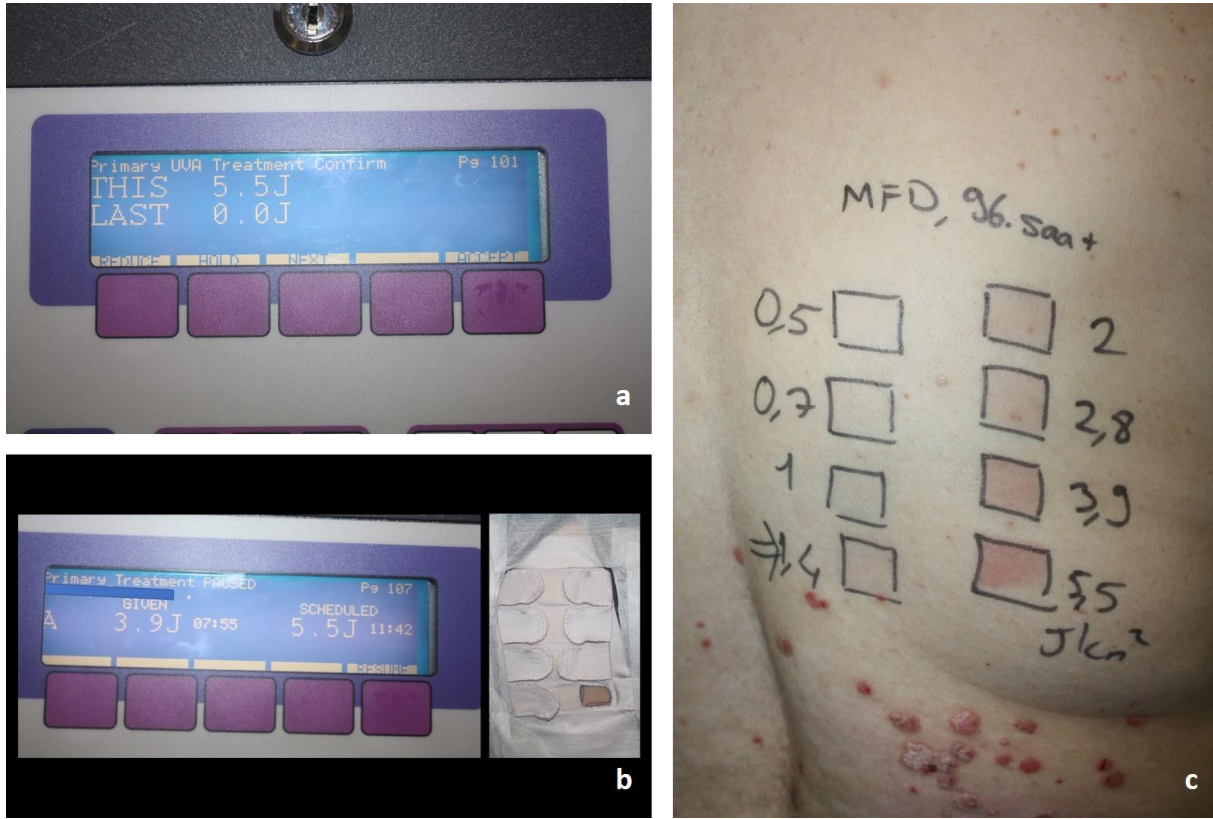 Primary UVA Treatment Confirm Pg 101
THIS 5.5J
LAST 0.0J
REDUCE HOLD NEXT ACCEPT
a
Primary Treatment PAUSED Pg 107
GIVEN SCHEDULED
A 3.9J 07:55 5.5J 11:42
RESUME
b
MFD, 96. saat
0,5 2
0,7 2,8
1 3,9
→1,4 5,5
J/cm²
c